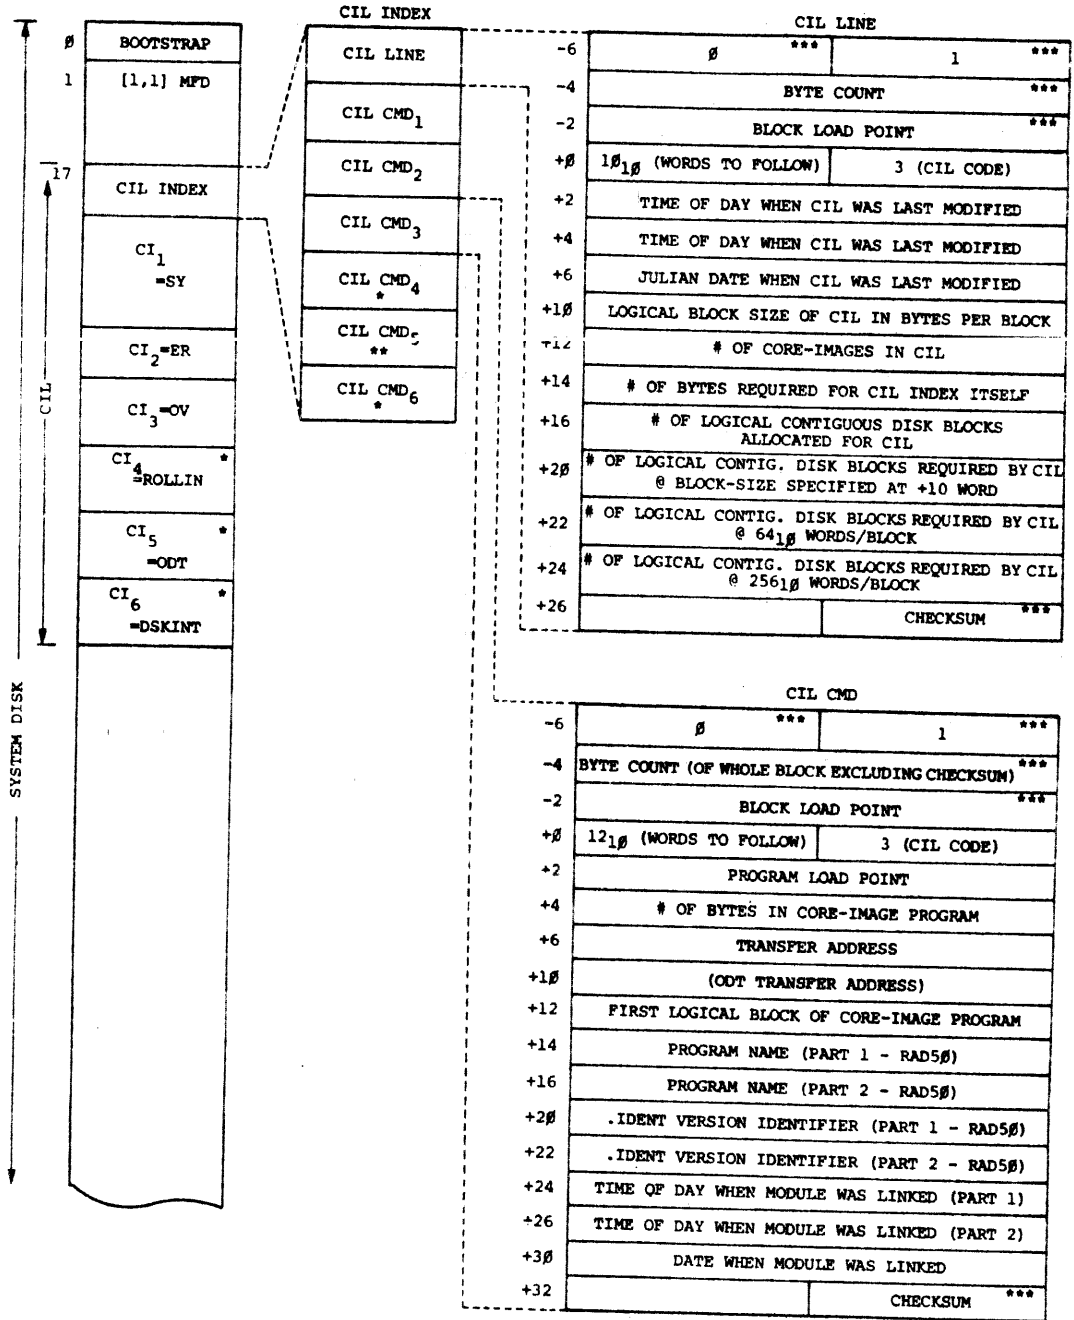 SYSTEM DISK
CIL
Ø BOOTSTRAP
1 [1,1] MFD
17 CIL INDEX
CI1
=SY
CI2=ER
CI3=OV
CI4 *
=ROLLIN
CI5 *
=ODT
CI6 *
=DSKINT
CIL INDEX
CIL LINE
CIL CMD1
CIL CMD2
CIL CMD3
CIL CMD4
*
CIL CMD5
**
CIL CMD6
*
CIL LINE
-6 Ø *** 1 ***
-4 BYTE COUNT ***
-2 BLOCK LOAD POINT ***
+Ø 1Ø1Ø (WORDS TO FOLLOW) 3 (CIL CODE)
+2 TIME OF DAY WHEN CIL WAS LAST MODIFIED
+4 TIME OF DAY WHEN CIL WAS LAST MODIFIED
+6 JULIAN DATE WHEN CIL WAS LAST MODIFIED
+1Ø LOGICAL BLOCK SIZE OF CIL IN BYTES PER BLOCK
+12 # OF CORE-IMAGES IN CIL
+14 # OF BYTES REQUIRED FOR CIL INDEX ITSELF
+16 # OF LOGICAL CONTIGUOUS DISK BLOCKS
ALLOCATED FOR CIL
+2Ø # OF LOGICAL CONTIG. DISK BLOCKS REQUIRED BY CIL
@ BLOCK-SIZE SPECIFIED AT +10 WORD
+22 # OF LOGICAL CONTIG. DISK BLOCKS REQUIRED BY CIL
@ 641Ø WORDS/BLOCK
+24 # OF LOGICAL CONTIG. DISK BLOCKS REQUIRED BY CIL
@ 2561Ø WORDS/BLOCK
+26 CHECKSUM ***
CIL CMD
-6 Ø *** 1 ***
-4 BYTE COUNT (OF WHOLE BLOCK EXCLUDING CHECKSUM) ***
-2 BLOCK LOAD POINT ***
+Ø 121Ø (WORDS TO FOLLOW) 3 (CIL CODE)
+2 PROGRAM LOAD POINT
+4 # OF BYTES IN CORE-IMAGE PROGRAM
+6 TRANSFER ADDRESS
+1Ø (ODT TRANSFER ADDRESS)
+12 FIRST LOGICAL BLOCK OF CORE-IMAGE PROGRAM
+14 PROGRAM NAME (PART 1 - RAD5Ø)
+16 PROGRAM NAME (PART 2 - RAD5Ø)
+2Ø .IDENT VERSION IDENTIFIER (PART 1 - RAD5Ø)
+22 .IDENT VERSION IDENTIFIER (PART 2 - RAD5Ø)
+24 TIME OF DAY WHEN MODULE WAS LINKED (PART 1)
+26 TIME OF DAY WHEN MODULE WAS LINKED (PART 2)
+3Ø DATE WHEN MODULE WAS LINKED
+32 CHECKSUM ***